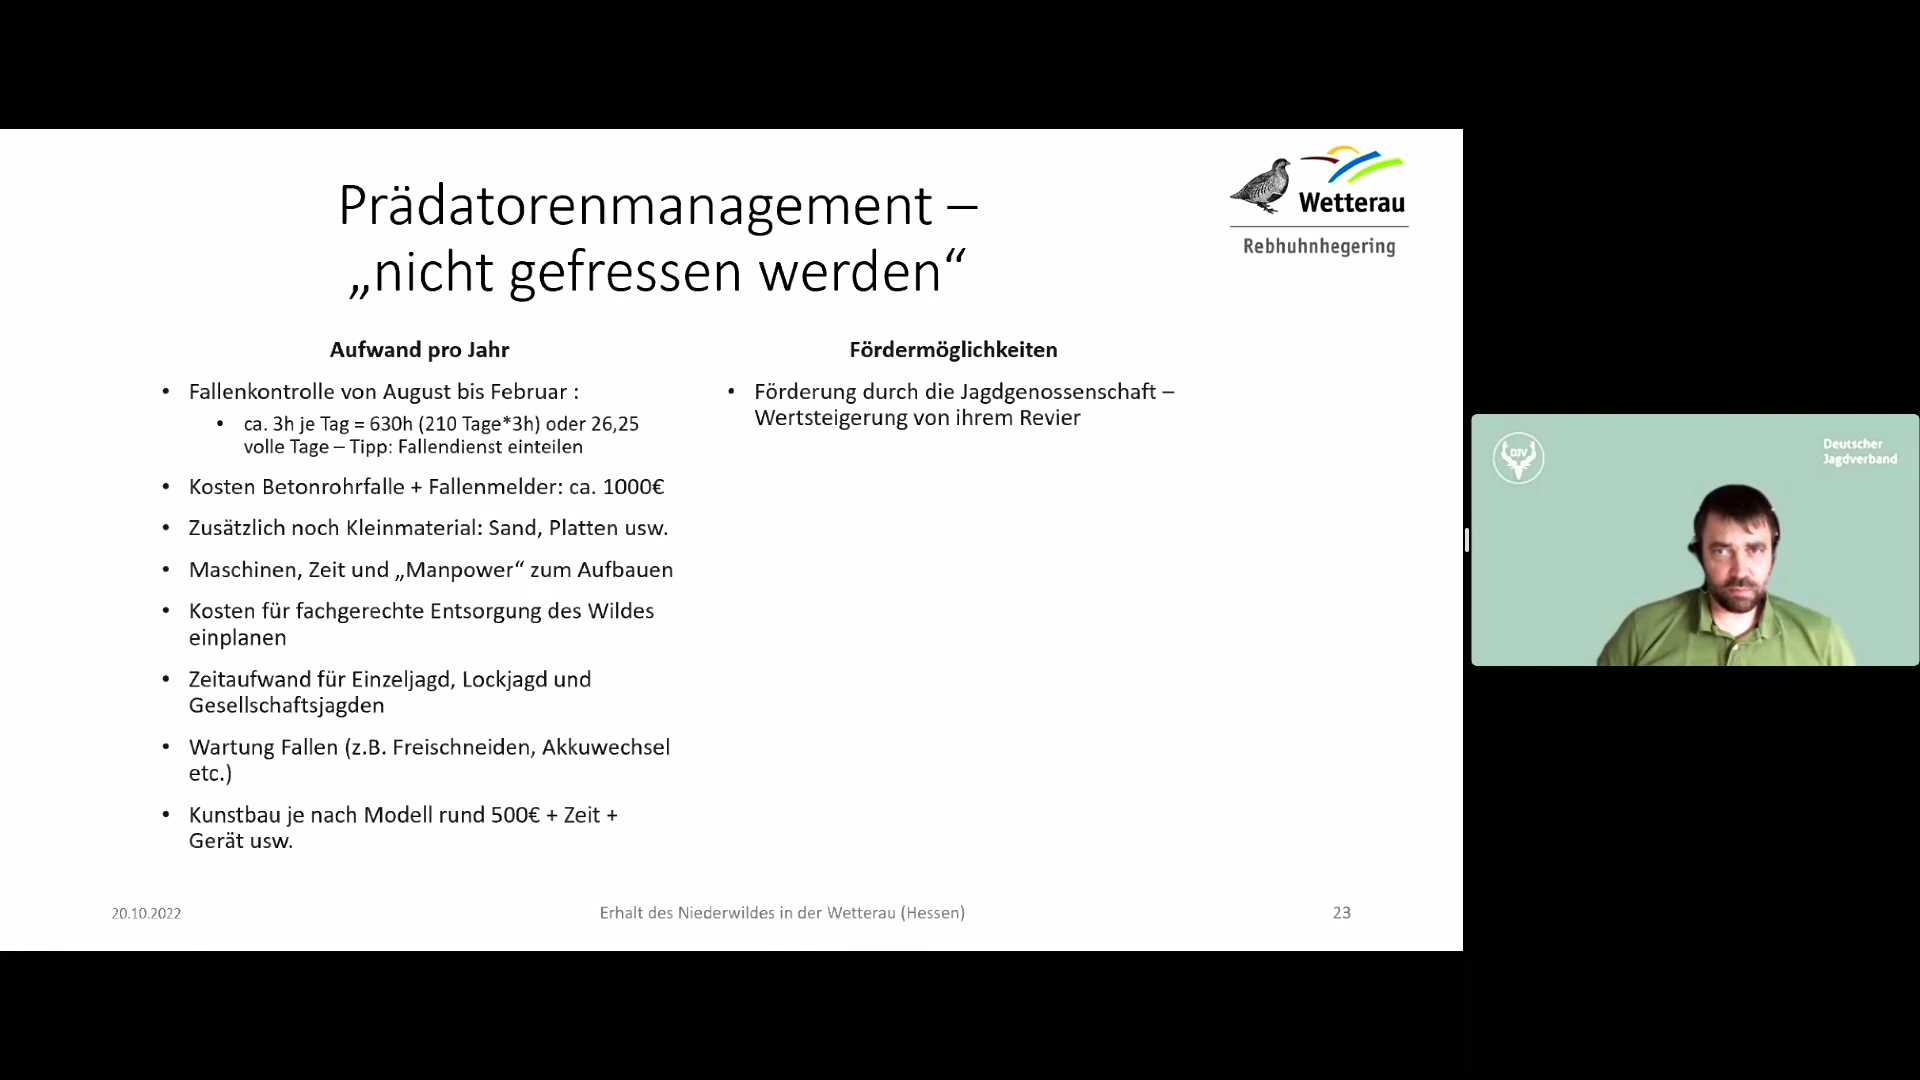 Prädatorenmanagement –
„nicht gefressen werden“
Wetterau
Rebhuhnhegering
Aufwand pro Jahr
• Fallenkontrolle von August bis Februar :
• ca. 3h je Tag = 630h (210 Tage*3h) oder 26,25
volle Tage – Tipp: Fallendienst einteilen
• Kosten Betonrohrfalle + Fallenmelder: ca. 1000€
• Zusätzlich noch Kleinmaterial: Sand, Platten usw.
• Maschinen, Zeit und „Manpower“ zum Aufbauen
• Kosten für fachgerechte Entsorgung des Wildes
einplanen
• Zeitaufwand für Einzeljagd, Lockjagd und
Gesellschaftsjagden
• Wartung Fallen (z.B. Freischneiden, Akkuwechsel
etc.)
• Kunstbau je nach Modell rund 500€ + Zeit +
Gerät usw.
Fördermöglichkeiten
• Förderung durch die Jagdgenossenschaft –
Wertsteigerung von ihrem Revier
20.10.2022
Erhalt des Niederwildes in der Wetterau (Hessen)
23
DJV
Deutscher
Jagdverband